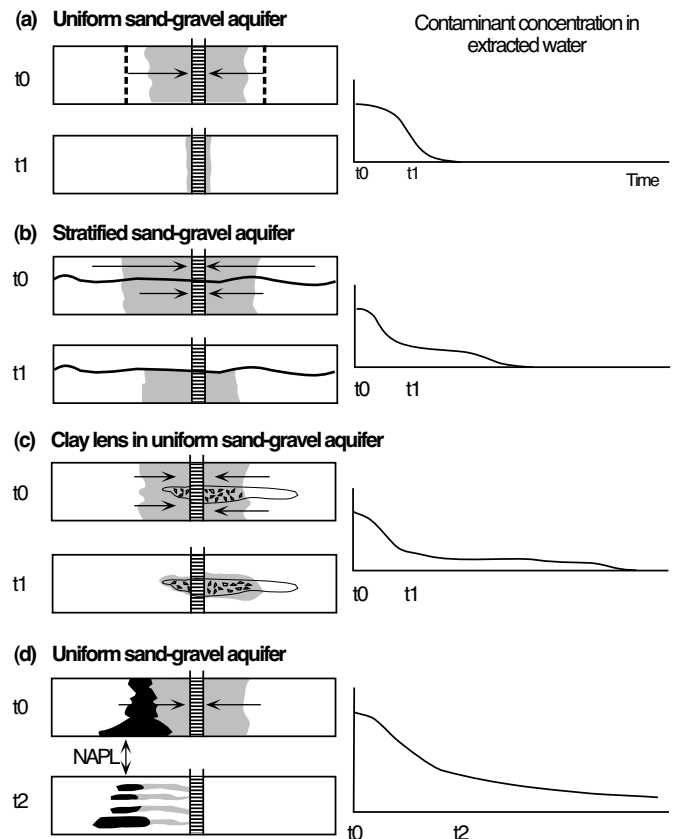 (a) Uniform sand-gravel aquifer
Contaminant concentration in
extracted water
t0
t1
t0 t1 Time
(b) Stratified sand-gravel aquifer
t0
t1
t0 t1
(c) Clay lens in uniform sand-gravel aquifer
t0
t1
t0 t1
(d) Uniform sand-gravel aquifer
t0
NAPL
t2
t0 t2